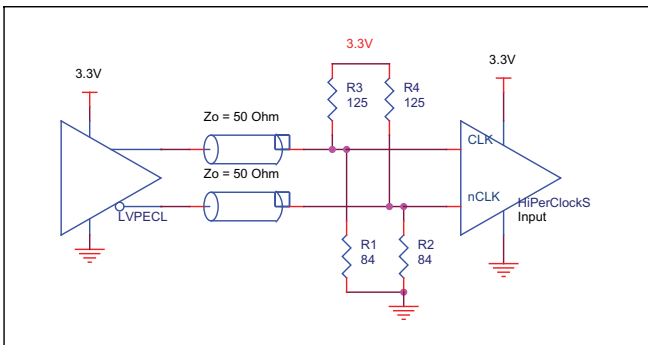 3.3V
3.3V
3.3V
R3
125
R4
125
Zo = 50 Ohm
CLK
Zo = 50 Ohm
nCLK
LVPECL
HiPerClockS
Input
R1
84
R2
84